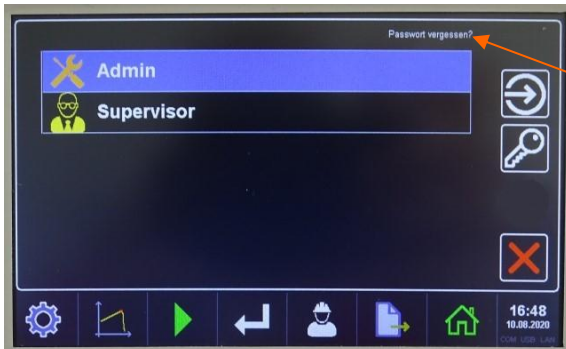 Passwort vergessen?
Admin
Supervisor
16:48
10.08.2020
COM USB LAN